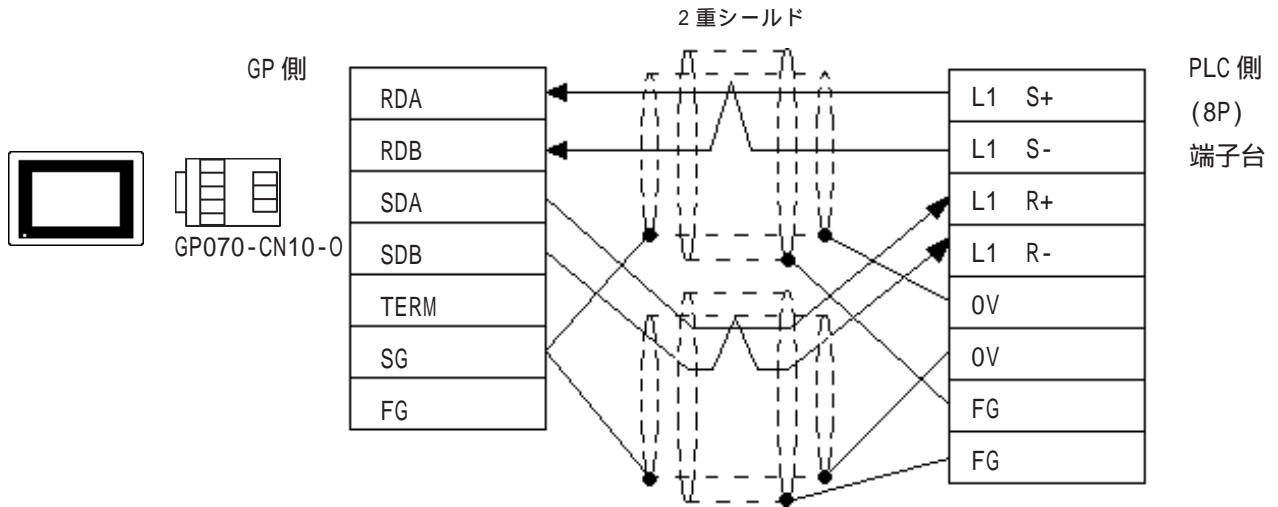 2重シールド
GP側
PLC側
(8P)
端子台
GP070-CN10-0
RDA
RDB
SDA
SDB
TERM
SG
FG
L1 S+
L1 S-
L1 R+
L1 R-
0V
0V
FG
FG